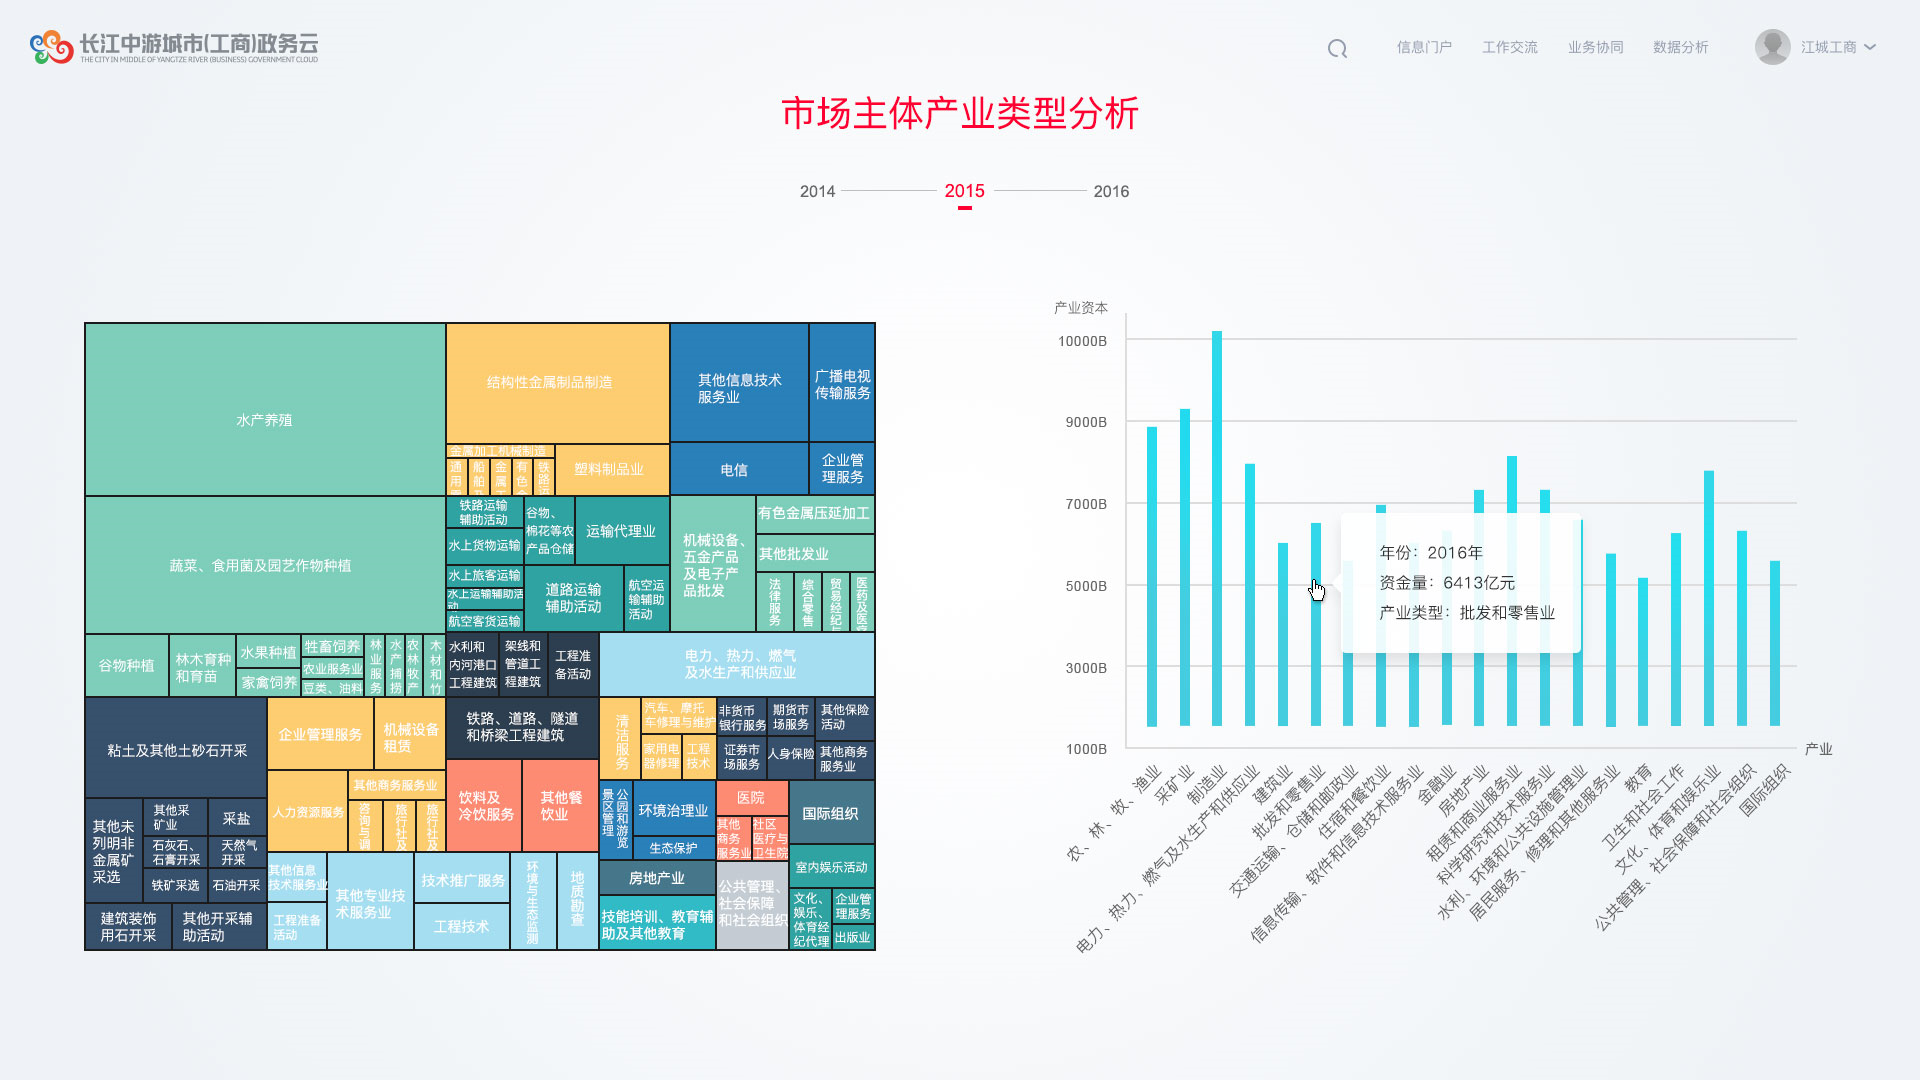 长江中游城市(工商)政务云
THE CITY IN MIDDLE OF YANGTZE RIVER (BUSINESS) GOVERNMENT CLOUD
信息门户
工作交流
业务协同
数据分析
江城工商
市场主体产业类型分析
2014
2015
2016
水产养殖
结构性金属制品制造
其他信息技术
服务业
广播电视
传输服务
金属加工机械制造
通用
船舶
金属
有色
铁路运
塑料制品业
电信
企业管
理服务
蔬菜、食用菌及园艺作物种植
铁路运输
辅助活动
谷物、
棉花等农
产品仓储
运输代理业
水上货物运输
水上旅客运输
水上运输辅助活
动
航空客货运输
道路运输
辅助活动
航空运
输辅助
活动
机械设备、
五金产品
及电子产
品批发
有色金属压延加工
其他批发业
法律服务
综合零售
贸易经纪与
医药及医疗
谷物种植
林木育种
和育苗
水果种植
家禽饲养
牲畜饲养
农业服务业
豆类、油料
林业服务
水产捕捞
农林牧产
木材和竹
水利和
内河港口
工程建筑
架线和
管道工
程建筑
工程准
备活动
电力、热力、燃气
及水生产和供应业
粘土及其他土砂石开采
企业管理服务
机械设备
租赁
铁路、道路、隧道
和桥梁工程建筑
清洁服务
汽车、摩托
车修理与维护
家用电
器修理
工程
技术
非货币
银行服务
期货市
场服务
其他保险
活动
证券市
场服务
人身保险
其他商务
服务业
人力资源服务
其他商务服务业
咨询与调
旅行社及
旅行社及
饮料及
冷饮服务
其他餐
饮业
景区管理
公园和游览
环境治理业
生态保护
医院
其他
商务
服务业
社区
医疗与
卫生院
国际组织
其他未
列明非
金属矿
采选
其他采
矿业
采盐
石灰石、
石膏开采
天然气
开采
铁矿采选
石油开采
建筑装饰
用石开采
其他开采辅
助活动
其他信息
技术服务业
工程准备
活动
其他专业技
术服务业
技术推广服务
工程技术
环境与生态监测
地质勘查
房地产业
技能培训、教育辅
助及其他教育
公共管理、
社会保障
和社会组织
室内娱乐活动
文化、
娱乐、
体育经
纪代理
企业管
理服务
出版业
产业资本
10000B
9000B
7000B
5000B
3000B
1000B
产业
年份：2016年
资金量：6413亿元
产业类型：批发和零售业
农、林、牧、渔业
采矿业
制造业
电力、热力、燃气及水生产和供应业
建筑业
批发和零售业
交通运输、仓储和邮政业
住宿和餐饮业
信息传输、软件和信息技术服务业
金融业
房地产业
租赁和商业服务业
科学研究和技术服务业
水利、环境和公共设施管理业
居民服务、修理和其他服务业
教育
卫生和社会工作
文化、体育和娱乐业
公共管理、社会保障和社会组织
国际组织